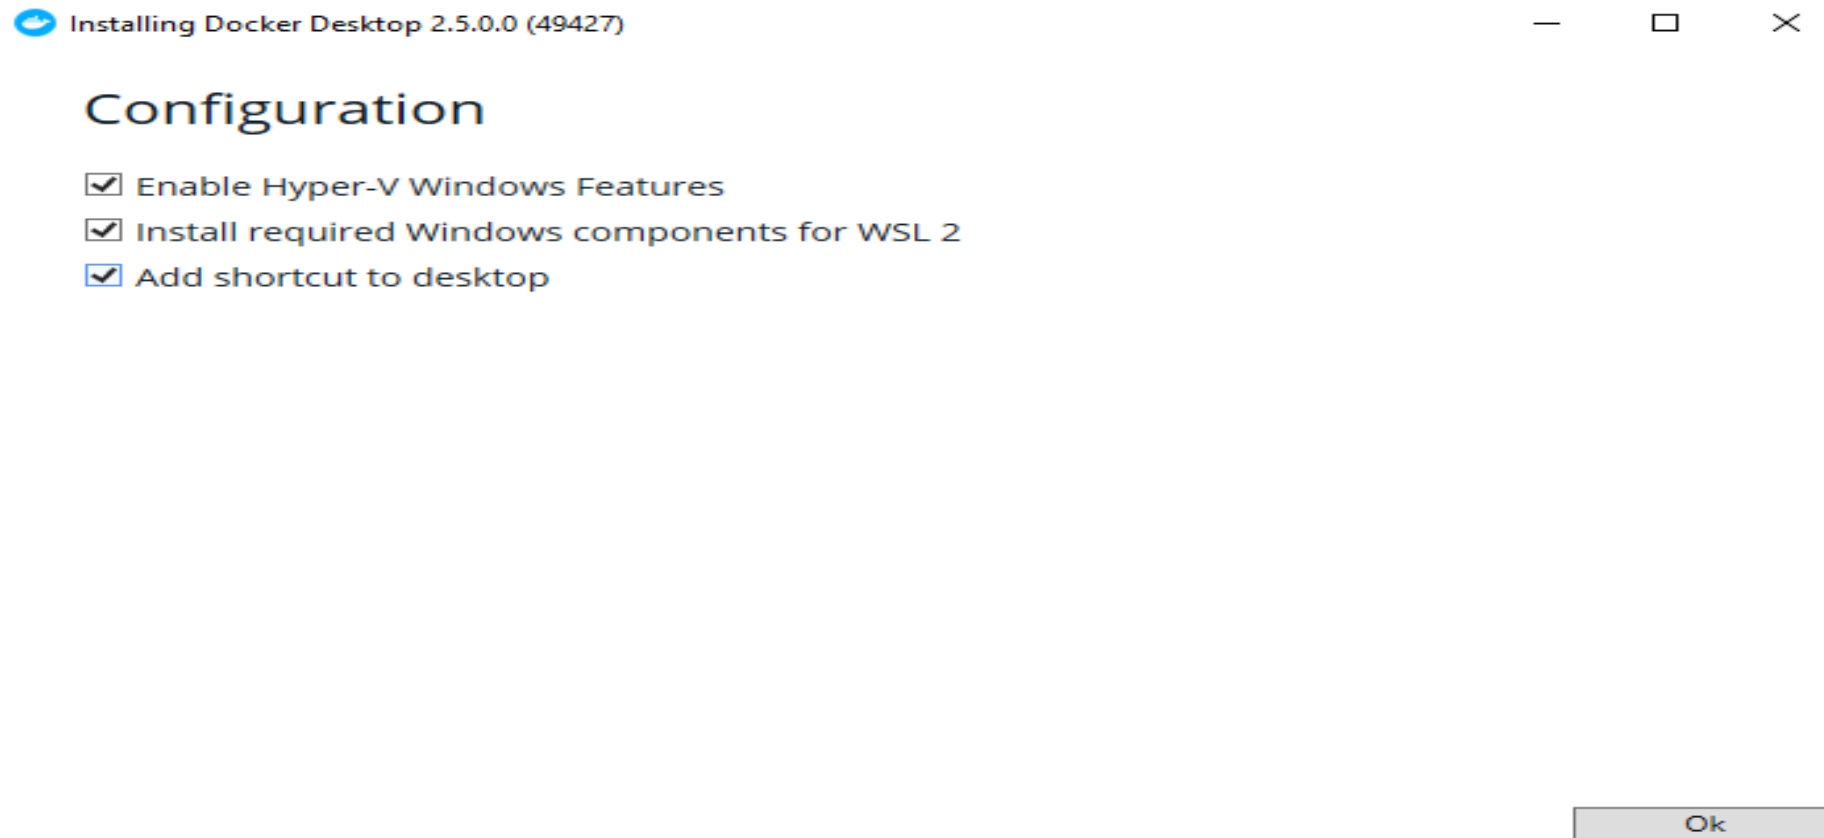 Installing Docker Desktop 2.5.0.0 (49427)
Configuration
Enable Hyper-V Windows Features
Install required Windows components for WSL 2
Add shortcut to desktop
Ok